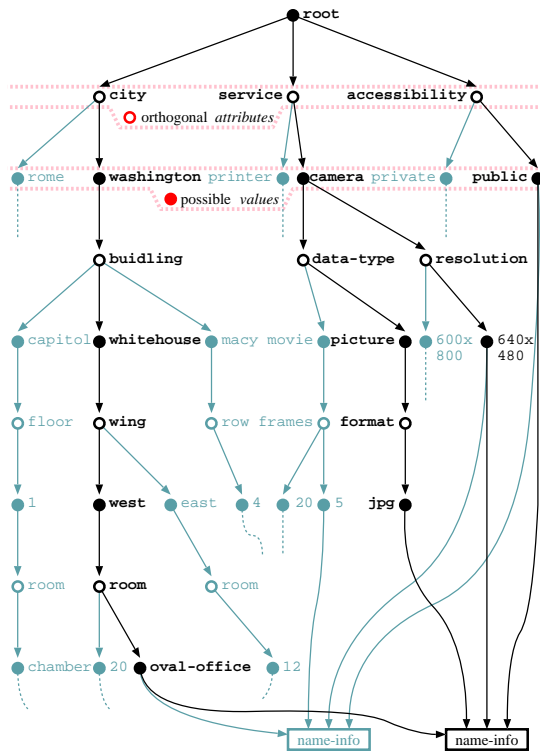 root
city service accessibility
orthogonal attributes
rome washington printer camera private public
possible values
buidling data-type resolution
capitol whitehouse macy movie picture 600x 640x
800 480
floor wing row frames format
1 west east 4 20 5 jpg
room room room
chamber 20 oval-office 12
name-info name-info